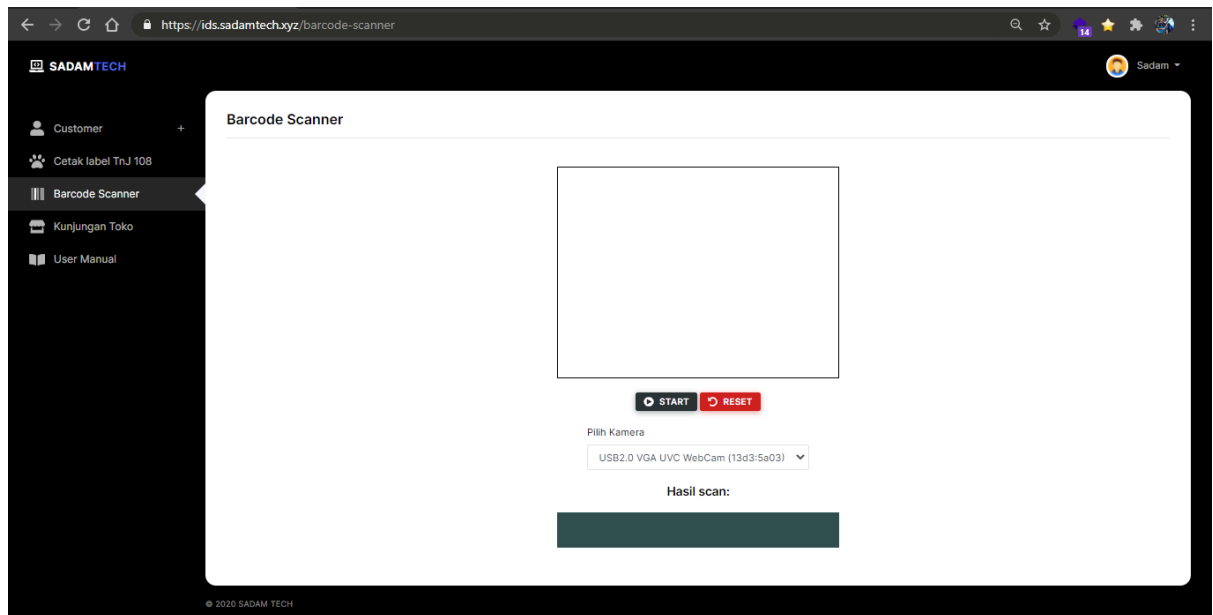 https://ids.sadamtech.xyz/barcode-scanner
14
SADAMTECH
Sadam
Customer +
Cetak label TnJ 108
Barcode Scanner
Kunjungan Toko
User Manual
Barcode Scanner
START RESET
Pilih Kamera
USB2.0 VGA UVC WebCam (13d3:5a03)
Hasil scan:
© 2020 SADAM TECH